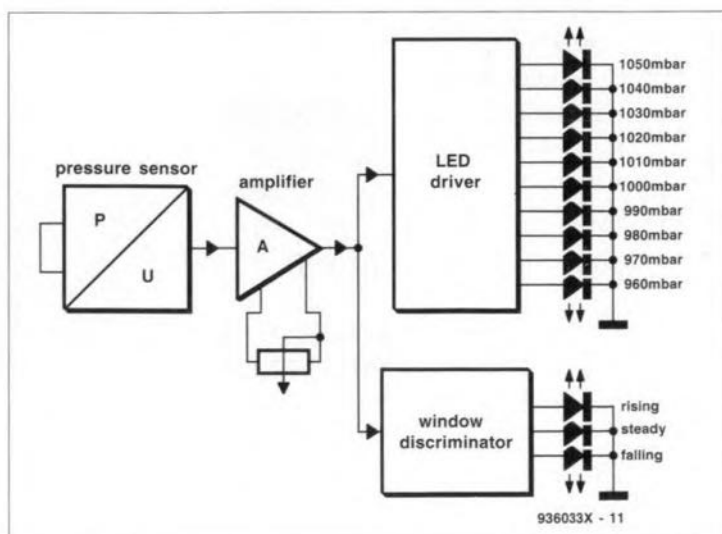 pressure sensor
P
U
amplifier
A
LED
driver
1050mbar
1040mbar
1030mbar
1020mbar
1010mbar
1000mbar
990mbar
980mbar
970mbar
960mbar
window
discriminator
rising
steady
falling
936033X - 11